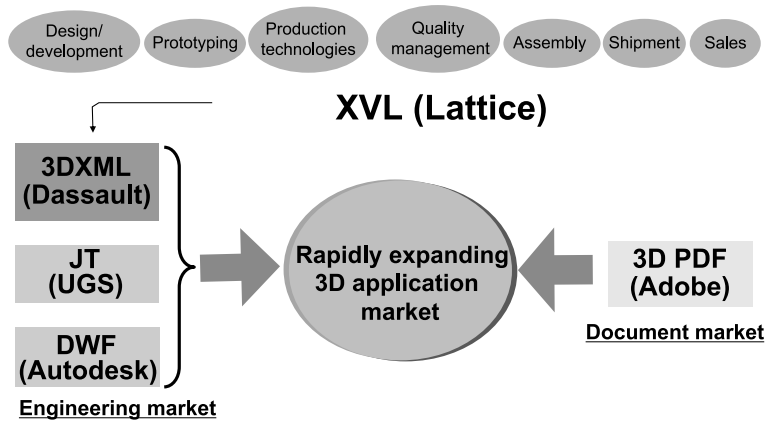 Design/
development
Prototyping
Production
technologies
Quality
management
Assembly
Shipment
Sales
XVL (Lattice)
3DXML
(Dassault)
JT
(UGS)
DWF
(Autodesk)
Engineering market
Rapidly expanding
3D application
market
3D PDF
(Adobe)
Document market